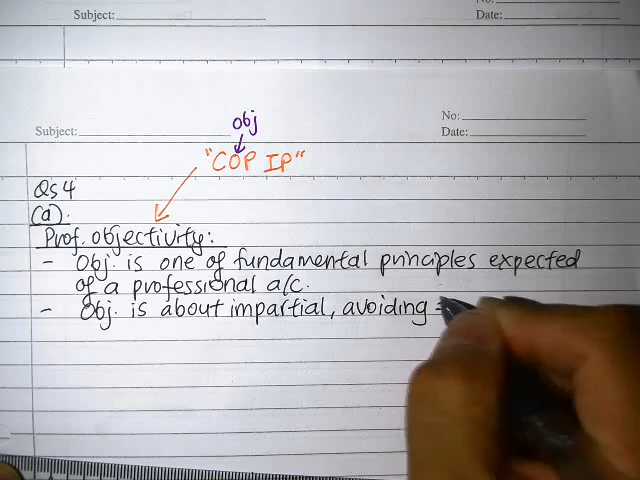 No:
Subject:
Date:
No:
obj
Subject:
Date:
"COP IP"
Qs 4
(a).
Prof. objectivity:
- Obj. is one of fundamental principles expected
of a professional a/c.
- Obj. is about impartial, avoiding